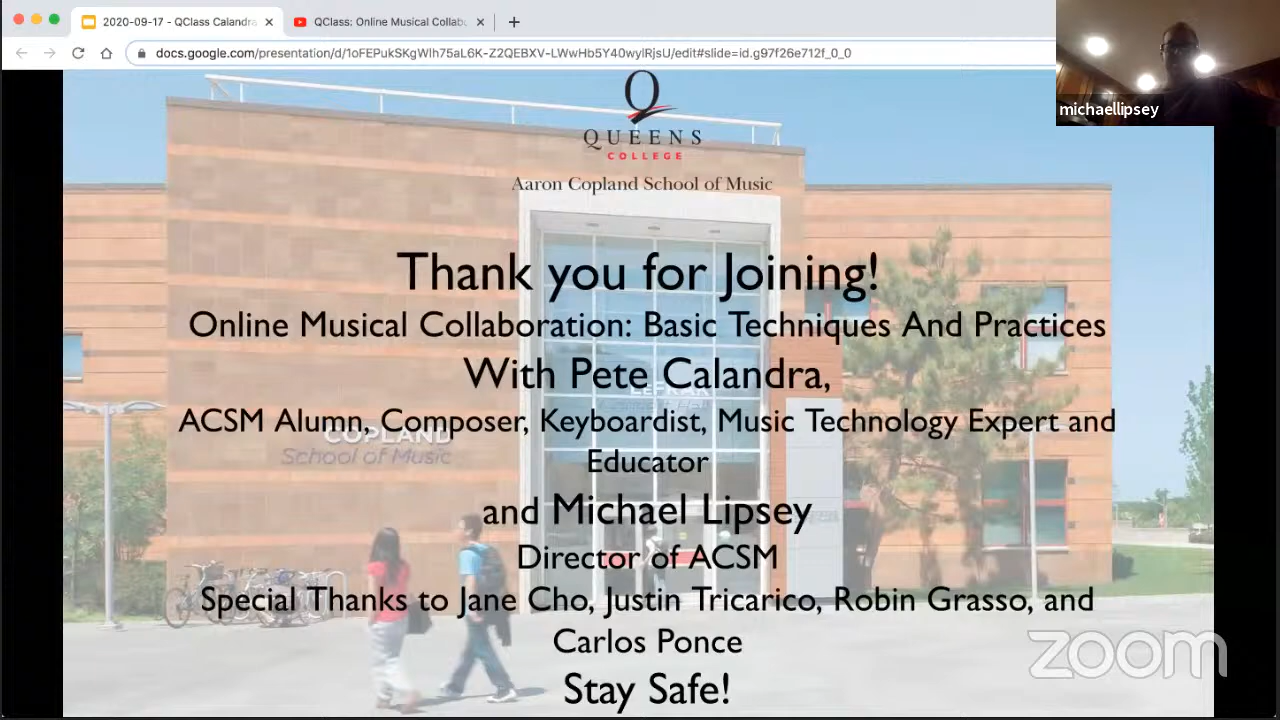 2020-09-17 - QClass Calandra
QClass: Online Musical Collab
docs.google.com/presentation/d/1oFEPukSKgWlh75aL6K-Z2QEBXV-LWwHb5Y40wylRjsU/edit#slide=id.g97f26e712f_0_0
michaellipsey
QUEENS
COLLEGE
Aaron Copland School of Music
Thank you for Joining!
Online Musical Collaboration: Basic Techniques And Practices
With Pete Calandra,
ACSM Alumn, Composer, Keyboardist, Music Technology Expert and
Educator
COPLAND
School of Music
and Michael Lipsey
Director of ACSM
Special Thanks to Jane Cho, Justin Tricarico, Robin Grasso, and
Carlos Ponce
Stay Safe!
zoom